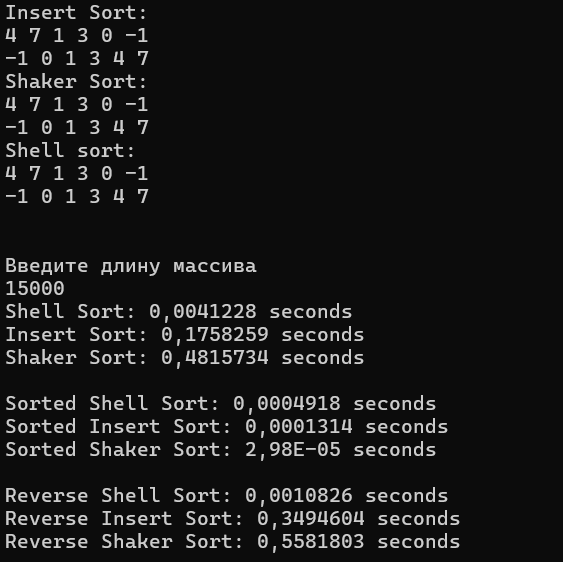 Insert Sort:
4 7 1 3 0 -1
-1 0 1 3 4 7
Shaker Sort:
4 7 1 3 0 -1
-1 0 1 3 4 7
Shell sort:
4 7 1 3 0 -1
-1 0 1 3 4 7
Введите длину массива
15000
Shell Sort: 0,0041228 seconds
Insert Sort: 0,1758259 seconds
Shaker Sort: 0,4815734 seconds
Sorted Shell Sort: 0,0004918 seconds
Sorted Insert Sort: 0,0001314 seconds
Sorted Shaker Sort: 2,98E-05 seconds
Reverse Shell Sort: 0,0010826 seconds
Reverse Insert Sort: 0,3494604 seconds
Reverse Shaker Sort: 0,5581803 seconds